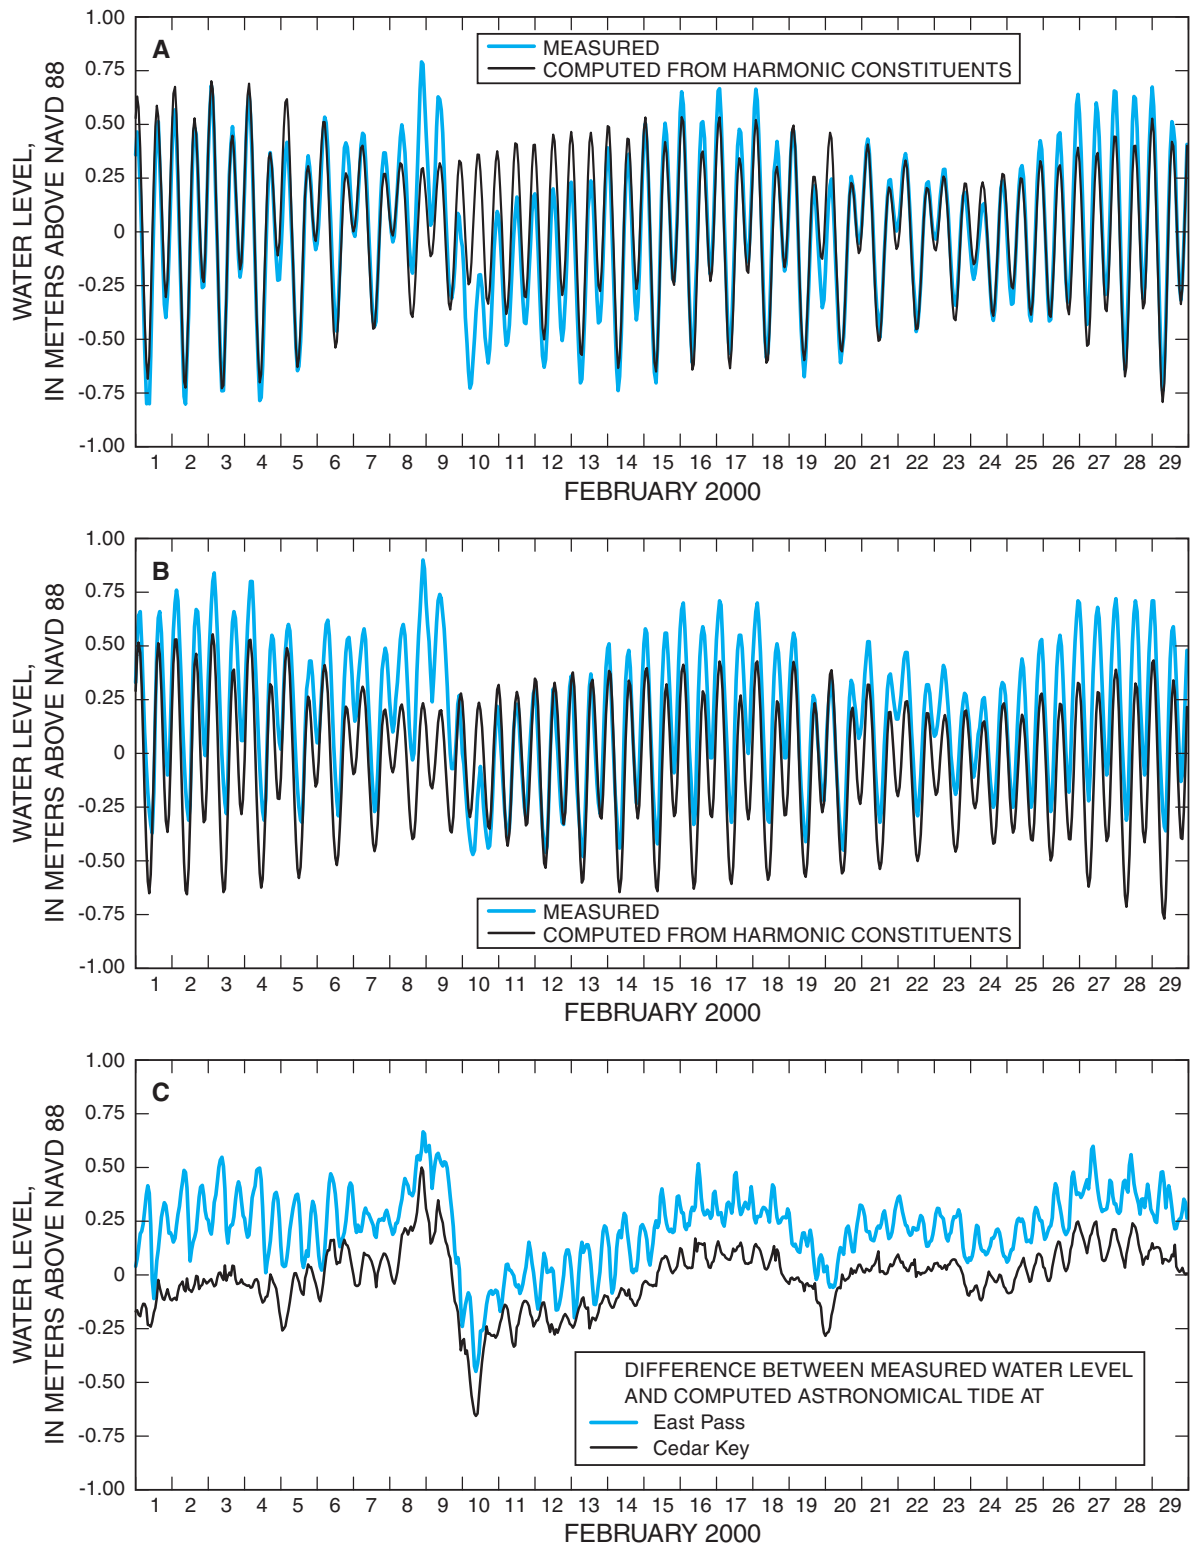 A
MEASURED
COMPUTED FROM HARMONIC CONSTITUENTS
WATER LEVEL,
IN METERS ABOVE NAVD 88
1.00
0.75
0.50
0.25
0
-0.25
-0.50
-0.75
-1.00
1 2 3 4 5 6 7 8 9 10 11 12 13 14 15 16 17 18 19 20 21 22 23 24 25 26 27 28 29
FEBRUARY 2000
B
WATER LEVEL,
IN METERS ABOVE NAVD 88
1.00
0.75
0.50
0.25
0
-0.25
-0.50
-0.75
-1.00
MEASURED
COMPUTED FROM HARMONIC CONSTITUENTS
1 2 3 4 5 6 7 8 9 10 11 12 13 14 15 16 17 18 19 20 21 22 23 24 25 26 27 28 29
FEBRUARY 2000
C
WATER LEVEL,
IN METERS ABOVE NAVD 88
1.00
0.75
0.50
0.25
0
-0.25
-0.50
-0.75
-1.00
DIFFERENCE BETWEEN MEASURED WATER LEVEL
AND COMPUTED ASTRONOMICAL TIDE AT
East Pass
Cedar Key
1 2 3 4 5 6 7 8 9 10 11 12 13 14 15 16 17 18 19 20 21 22 23 24 25 26 27 28 29
FEBRUARY 2000